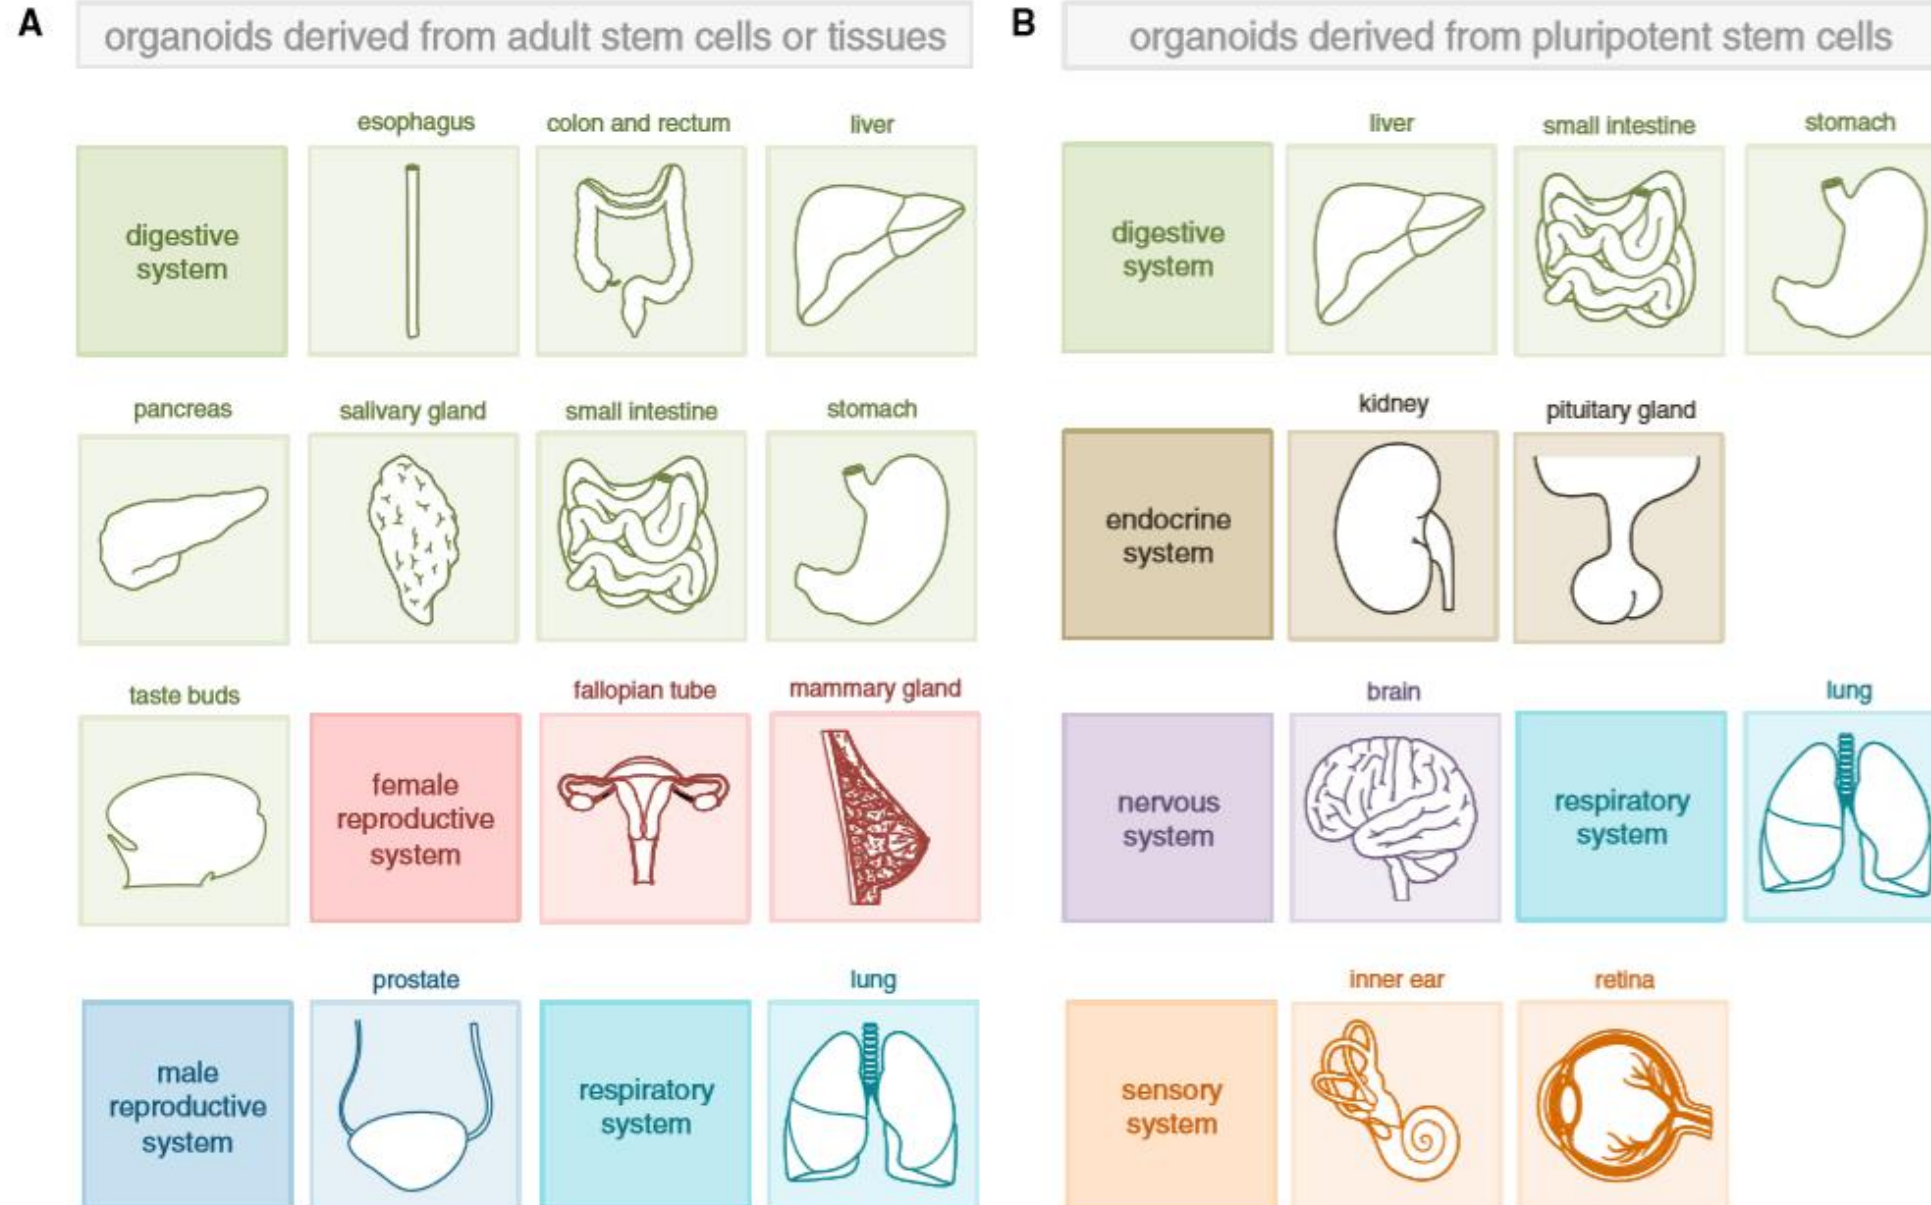 A
organoids derived from adult stem cells or tissues
esophagus
colon and rectum
liver
digestive
system
pancreas
salivary gland
small intestine
stomach
taste buds
female
reproductive
system
fallopian tube
mammary gland
male
reproductive
system
prostate
respiratory
system
lung
B
organoids derived from pluripotent stem cells
digestive
system
liver
small intestine
stomach
endocrine
system
kidney
pituitary gland
nervous
system
brain
respiratory
system
lung
sensory
system
inner ear
retina